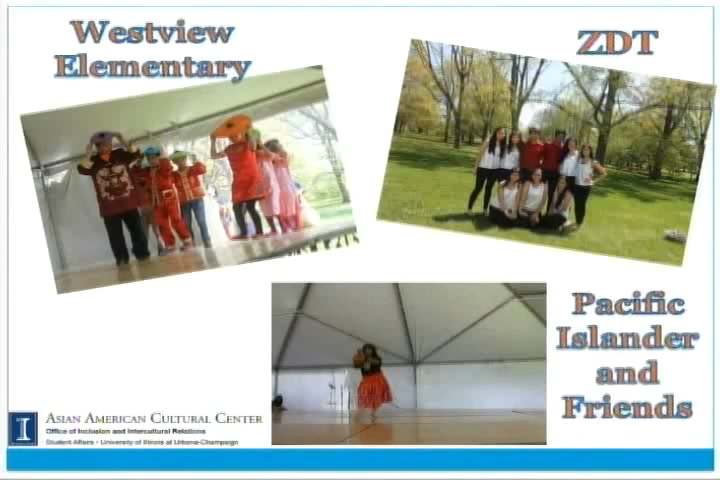 Westview
Elementary
ZDT
Pacific
Islander
and
Friends
I
ASIAN AMERICAN CULTURAL CENTER
Office of Inclusion and Intercultural Relations
Student Affairs • University of Illinois at Urbana-Champaign